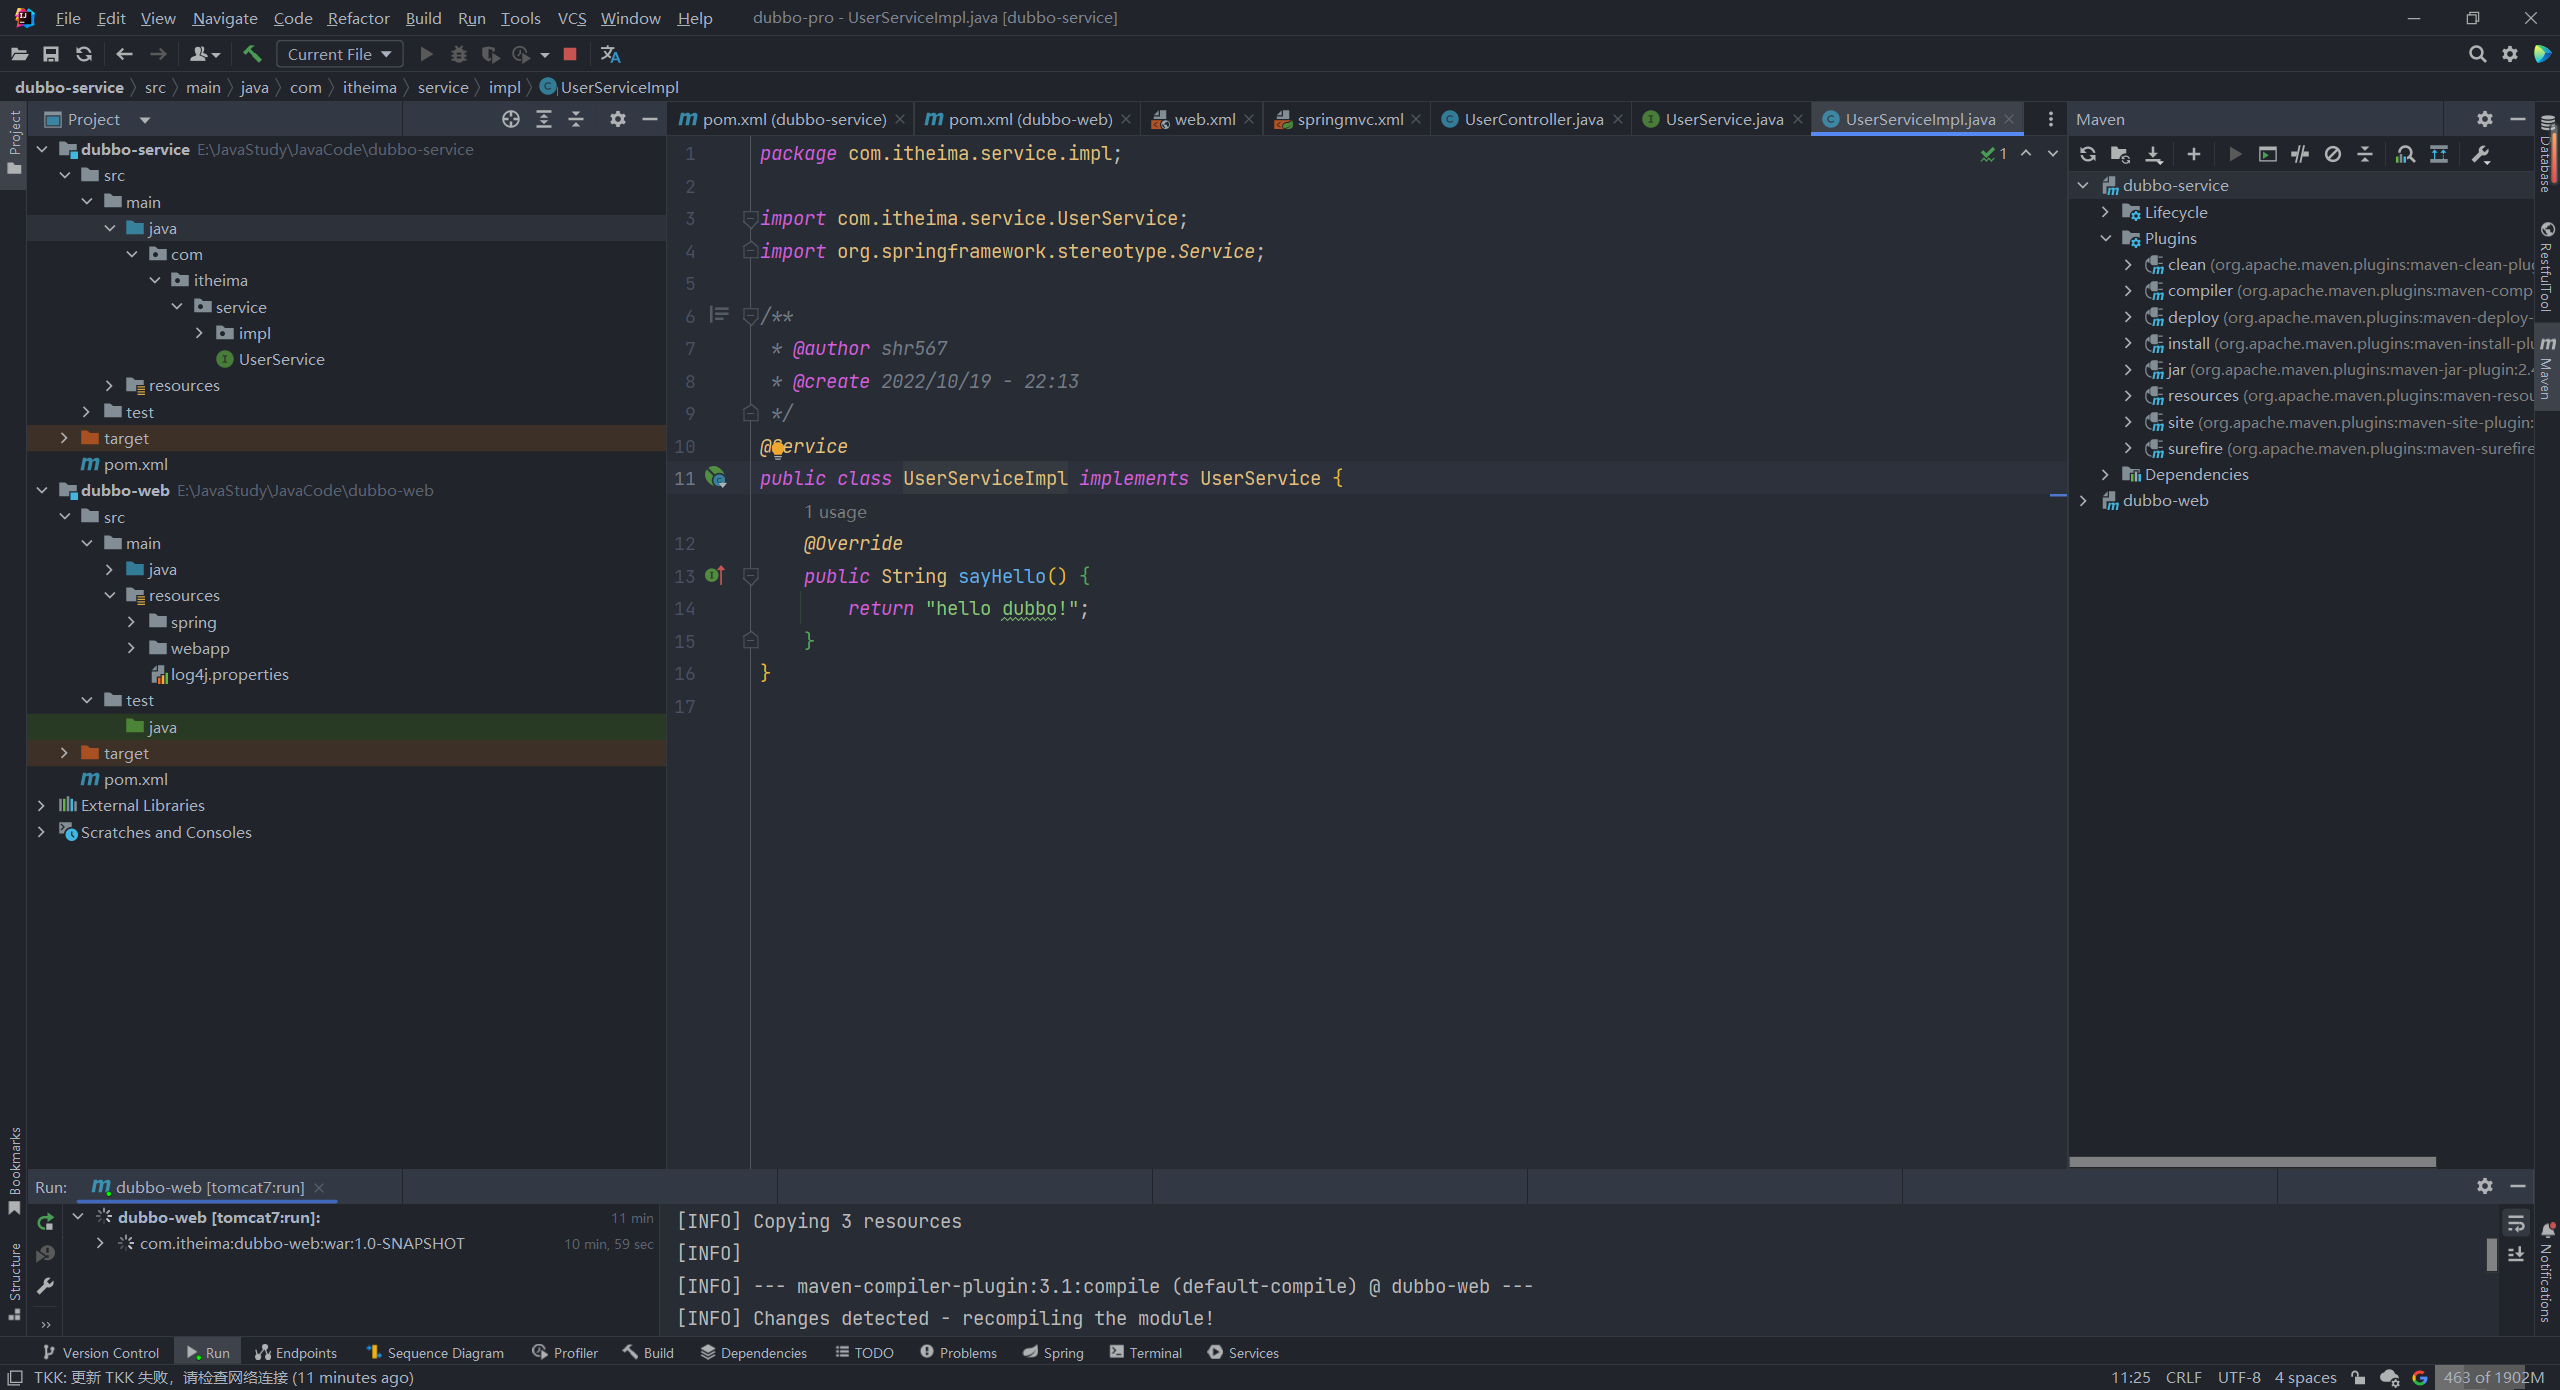 File Edit View Navigate Code Refactor Build Run Tools VCS Window Help dubbo-pro - UserServiceImpl.java [dubbo-service]
Current File
dubbo-service src main java com itheima service impl UserServiceImpl
Project
Project
dubbo-service E:\JavaStudy\JavaCode\dubbo-service
src
main
java
com
itheima
service
impl
UserService
resources
test
target
pom.xml
dubbo-web E:\JavaStudy\JavaCode\dubbo-web
src
main
java
resources
spring
webapp
log4j.properties
test
java
target
pom.xml
External Libraries
Scratches and Consoles
Bookmarks
Structure
pom.xml (dubbo-service) pom.xml (dubbo-web) web.xml springmvc.xml UserController.java UserService.java UserServiceImpl.java
1
1 package com.itheima.service.impl;
2
3 import com.itheima.service.UserService;
4 import org.springframework.stereotype.Service;
5
6 /**
7 * @author shr567
8 * @create 2022/10/19 - 22:13
9 */
10 @Service
11 public class UserServiceImpl implements UserService {
1 usage
12 @Override
13 public String sayHello() {
14 return "hello dubbo!";
15 }
16 }
17
Maven
dubbo-service
Lifecycle
Plugins
clean (org.apache.maven.plugins:maven-clean-plug
compiler (org.apache.maven.plugins:maven-comp
deploy (org.apache.maven.plugins:maven-deploy-
install (org.apache.maven.plugins:maven-install-plu
jar (org.apache.maven.plugins:maven-jar-plugin:2.4
resources (org.apache.maven.plugins:maven-resou
site (org.apache.maven.plugins:maven-site-plugin:
surefire (org.apache.maven.plugins:maven-surefire
Dependencies
dubbo-web
Database
RestfulTool
Maven
Notifications
Run: dubbo-web [tomcat7:run]
dubbo-web [tomcat7:run]: 11 min
com.itheima:dubbo-web:war:1.0-SNAPSHOT 10 min, 59 sec
[INFO] Copying 3 resources
[INFO]
[INFO] --- maven-compiler-plugin:3.1:compile (default-compile) @ dubbo-web ---
[INFO] Changes detected - recompiling the module!
Version Control Run Endpoints Sequence Diagram Profiler Build Dependencies TODO Problems Spring Terminal Services
TKK: 更新 TKK 失败，请检查网络连接 (11 minutes ago) 11:25 CRLF UTF-8 4 spaces 463 of 1902M